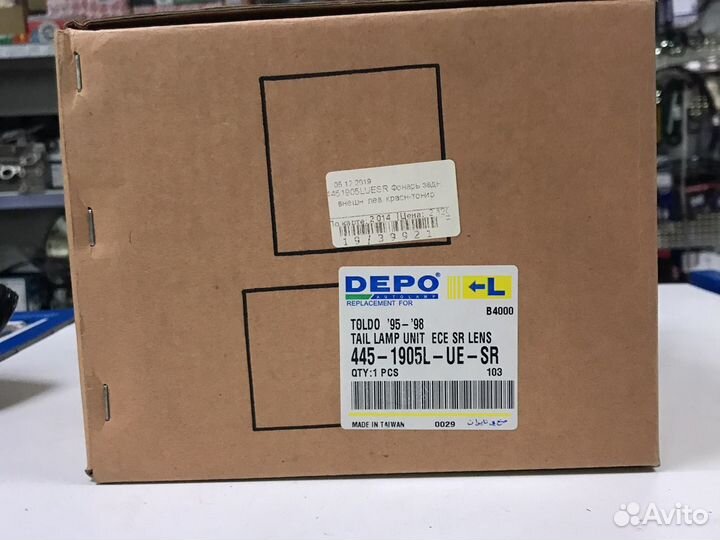 05.12.2019
4451905LUESR Фонарь задн
внешн лев красн-тонир
По карте: 2 014 Цена: 2 120
19/39921
DEPO®
AUTOLAMP
REPLACEMENT FOR
←L
B4000
TOLDO '95-'98
TAIL LAMP UNIT ECE SR LENS
445-1905L-UE-SR
QTY:1 PCS 103
MADE IN TAIWAN 0029
Avito